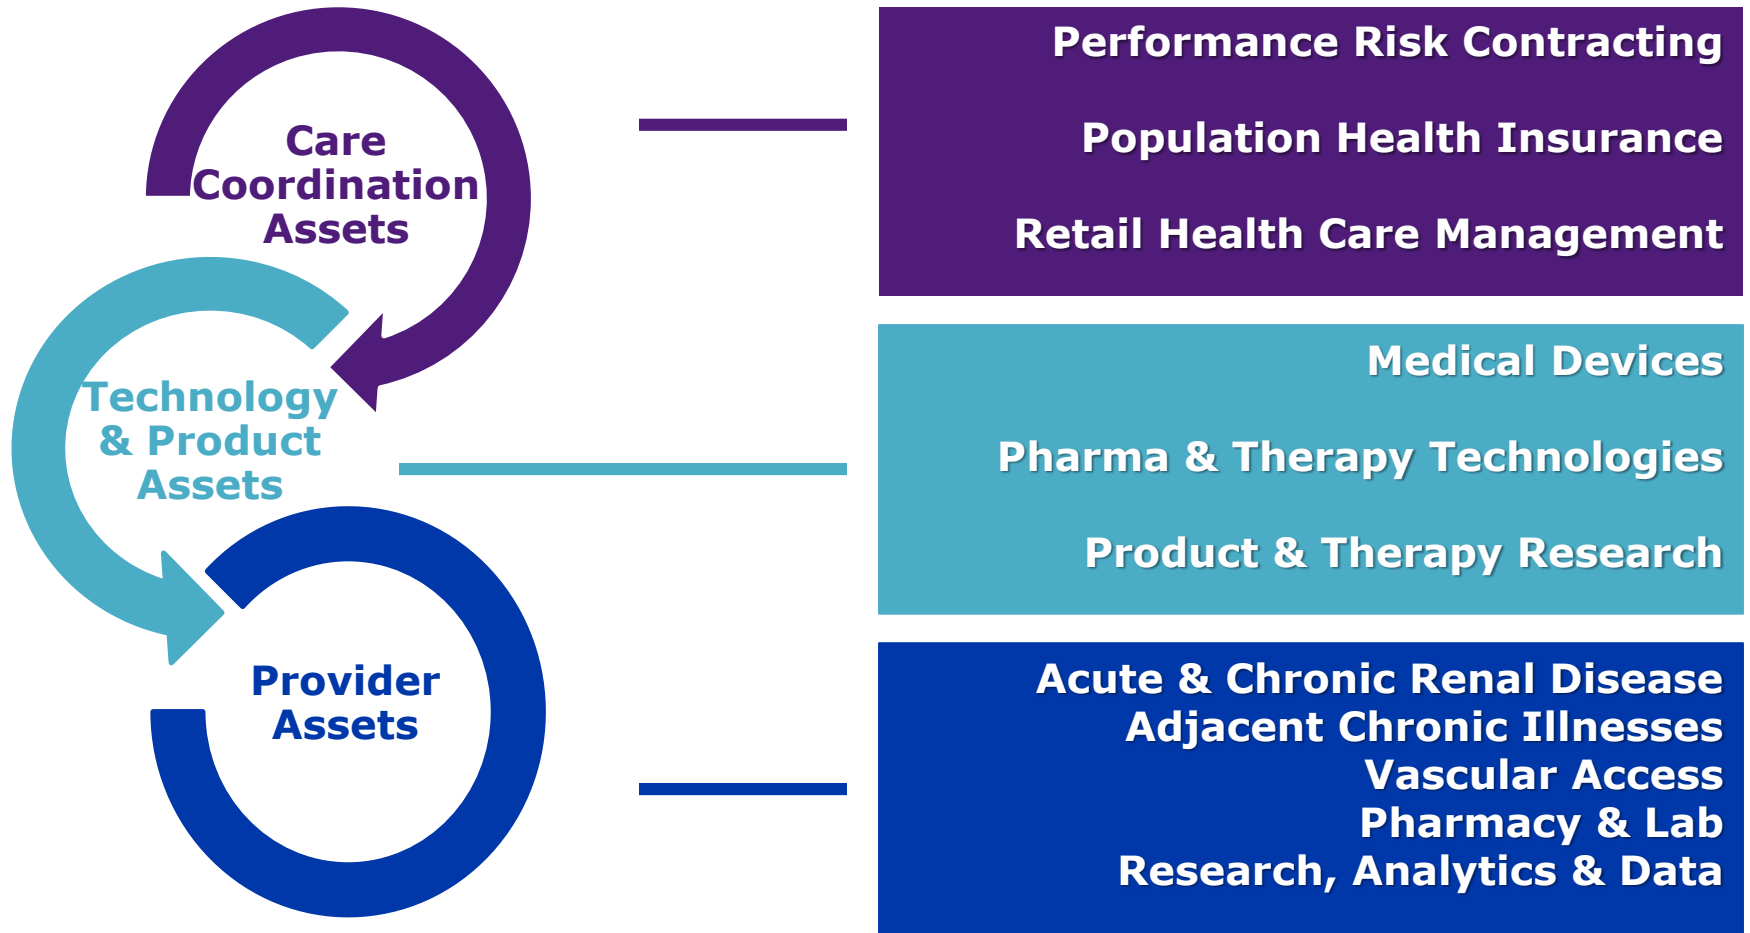 Care
Coordination
Assets
Performance Risk Contracting
Population Health Insurance
Retail Health Care Management
Technology
& Product
Assets
Medical Devices
Pharma & Therapy Technologies
Product & Therapy Research
Provider
Assets
Acute & Chronic Renal Disease
Adjacent Chronic Illnesses
Vascular Access
Pharmacy & Lab
Research, Analytics & Data